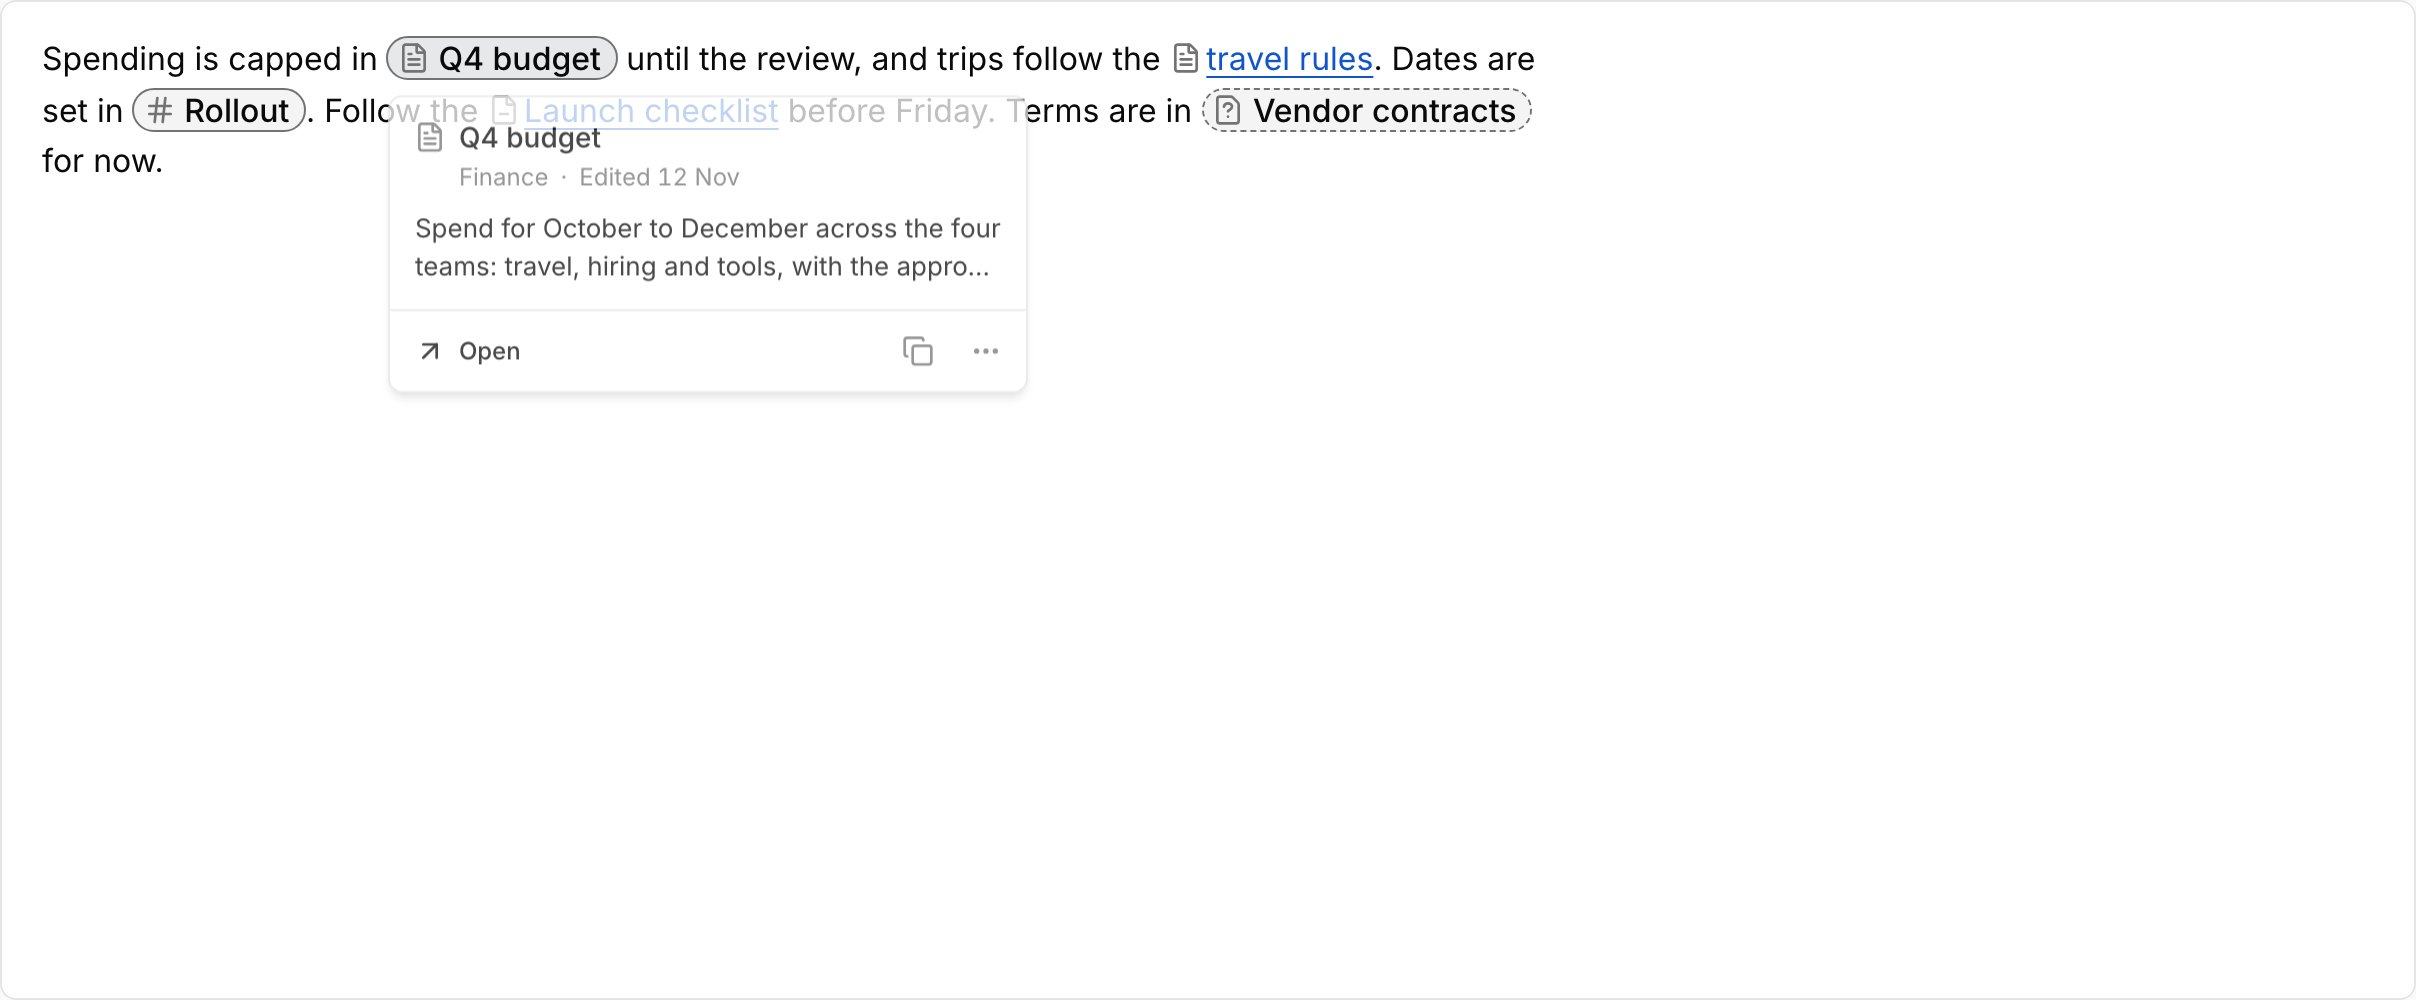 Spending is capped in Q4 budget until the review, and trips follow the travel rules. Dates are
set in # Rollout. Follow the Launch checklist before Friday. Terms are in Vendor contracts
for now.
Q4 budget
Finance · Edited 12 Nov
Spend for October to December across the four
teams: travel, hiring and tools, with the appro...
Open